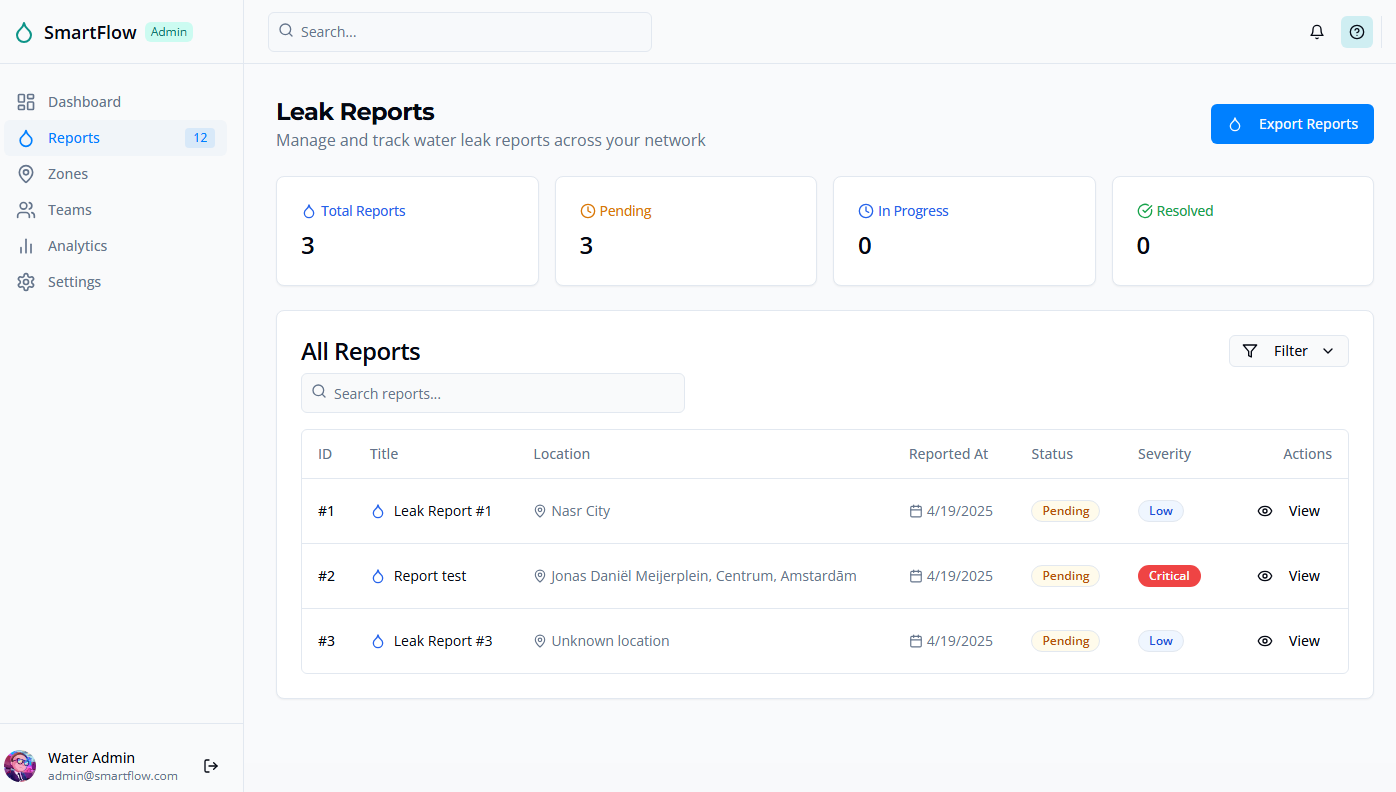 SmartFlow Admin
Search...
Dashboard
Reports 12
Zones
Teams
Analytics
Settings
Water Admin
admin@smartflow.com
Leak Reports
Manage and track water leak reports across your network
Export Reports
Total Reports
3
Pending
3
In Progress
0
Resolved
0
All Reports
Filter
Search reports...
ID Title Location Reported At Status Severity Actions
#1 Leak Report #1 Nasr City 4/19/2025 Pending Low View
#2 Report test Jonas Daniël Meijerplein, Centrum, Amstardām 4/19/2025 Pending Critical View
#3 Leak Report #3 Unknown location 4/19/2025 Pending Low View